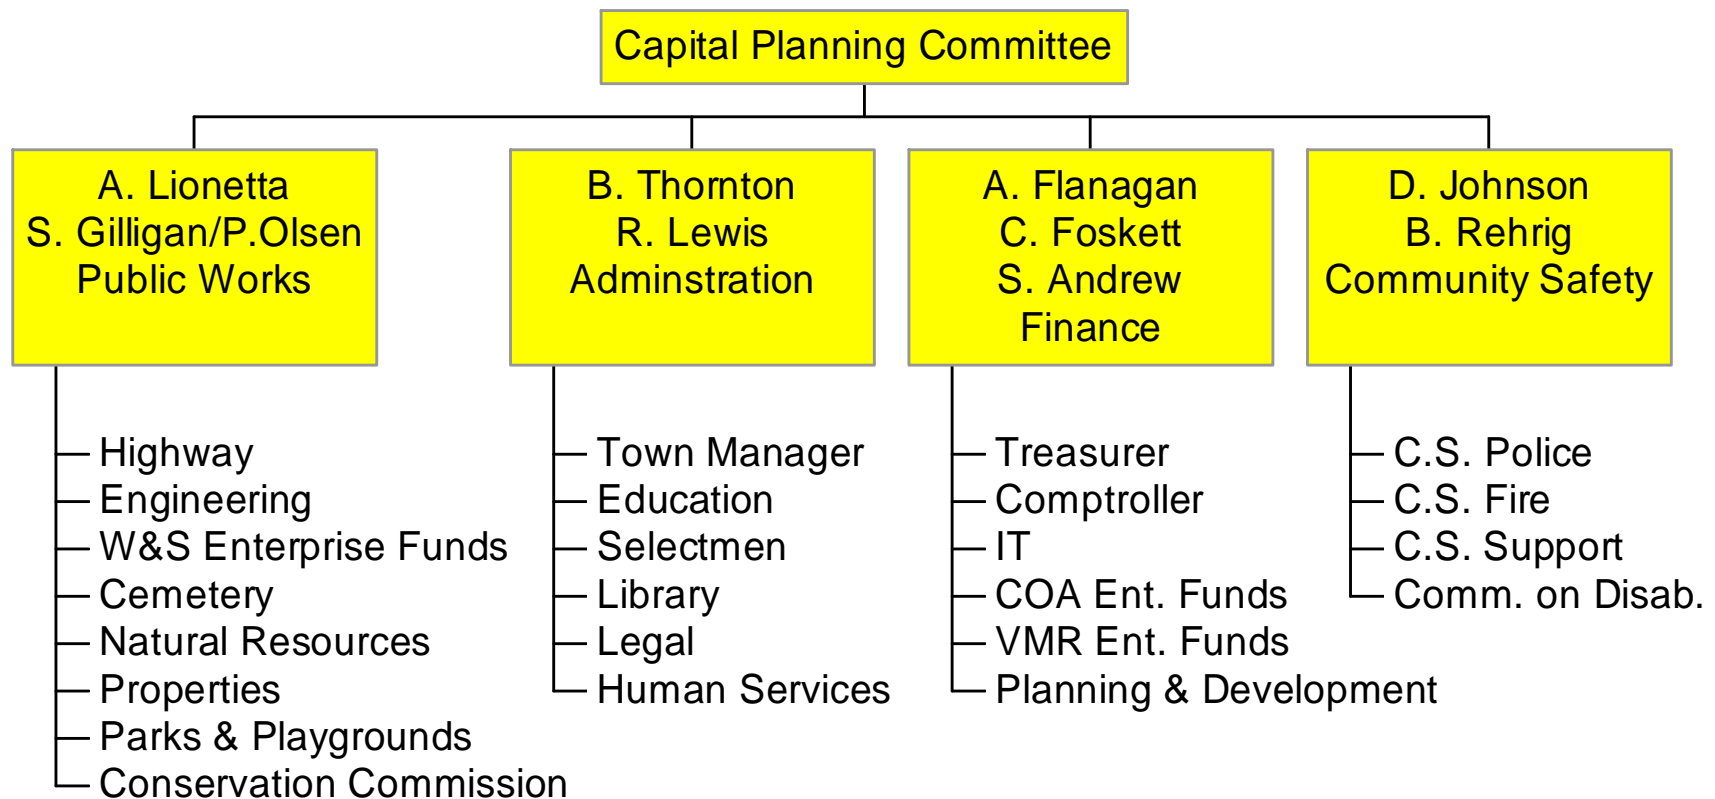 Capital Planning Committee
A. Lionetta
S. Gilligan/P.Olsen
Public Works
B. Thornton
R. Lewis
Adminstration
A. Flanagan
C. Foskett
S. Andrew
Finance
D. Johnson
B. Rehrig
Community Safety
Highway
Engineering
W&S Enterprise Funds
Cemetery
Natural Resources
Properties
Parks & Playgrounds
Conservation Commission
Town Manager
Education
Selectmen
Library
Legal
Human Services
Treasurer
Comptroller
IT
COA Ent. Funds
VMR Ent. Funds
Planning & Development
C.S. Police
C.S. Fire
C.S. Support
Comm. on Disab.